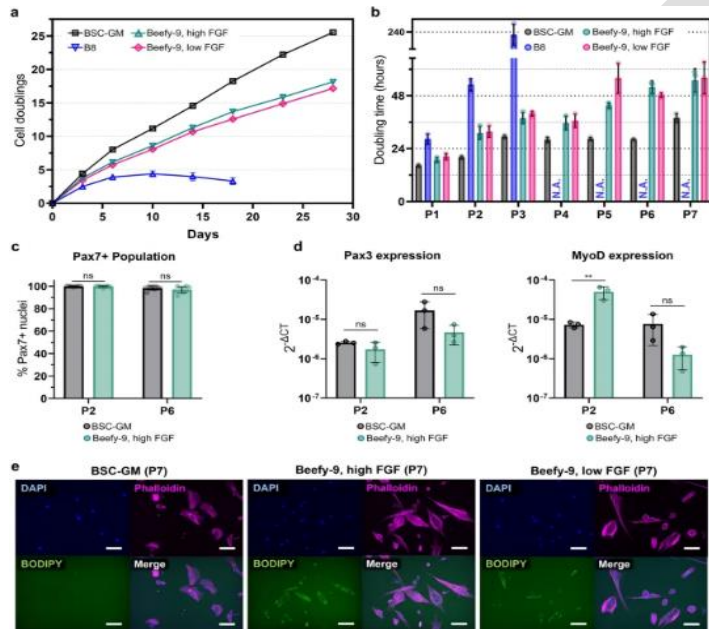 a
BSC-GM
Beefy-9, high FGF
B8
Beefy-9, low FGF
Cell doublings
25
20
15
10
5
0
0 10 20 30
Days
b
BSC-GM
Beefy-9, high FGF
B8
Beefy-9, low FGF
Doubling time (hours)
240
48
24
0
N.A. N.A. N.A. N.A.
P1 P2 P3 P4 P5 P6 P7
c
Pax7+ Population
% Pax7+ nuclei
ns ns
100
80
60
40
20
0
P2 P6
BSC-GM
Beefy-9, high FGF
d
Pax3 expression
2^-ΔCT
10^-4
10^-5
10^-6
10^-7
ns ns
P2 P6
BSC-GM
Beefy-9, high FGF
MyoD expression
2^-ΔCT
10^-4
10^-5
10^-6
10^-7
** ns
P2 P6
BSC-GM
Beefy-9, high FGF
e
BSC-GM (P7) Beefy-9, high FGF (P7) Beefy-9, low FGF (P7)
DAPI Phalloidin DAPI Phalloidin DAPI Phalloidin
BODIPY Merge BODIPY Merge BODIPY Merge